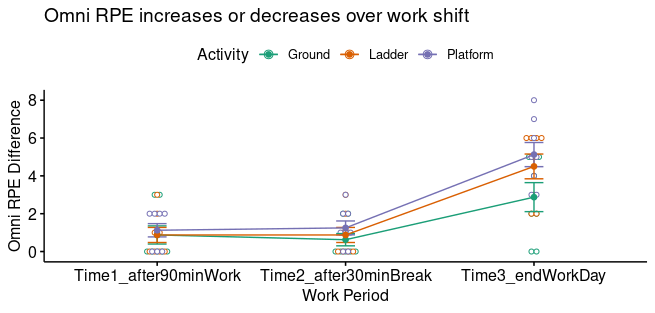 Omni RPE increases or decreases over work shift
Activity Ground Ladder Platform
Omni RPE Difference
8
6
4
2
0
Time1_after90minWork Time2_after30minBreak Time3_endWorkDay
Work Period